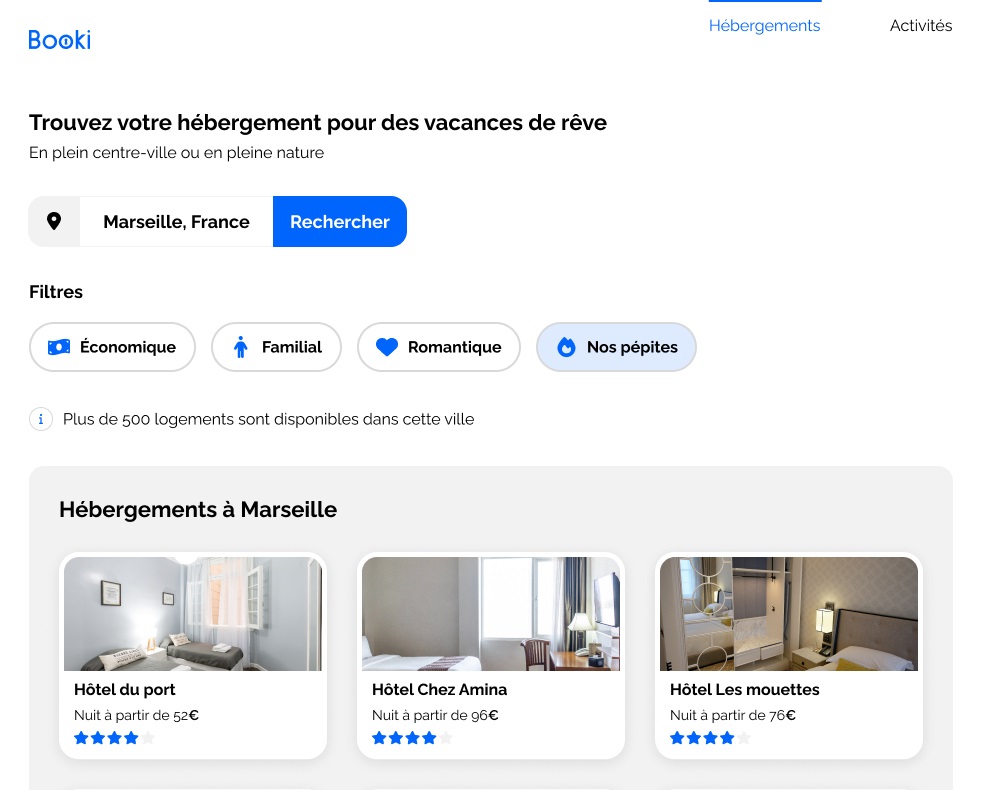 Booki
Hébergements
Activités
Trouvez votre hébergement pour des vacances de rêve
En plein centre-ville ou en pleine nature
Marseille, France
Rechercher
Filtres
Économique
Familial
Romantique
Nos pépites
i Plus de 500 logements sont disponibles dans cette ville
Hébergements à Marseille
Hôtel du port
Nuit à partir de 52€
Hôtel Chez Amina
Nuit à partir de 96€
Hôtel Les mouettes
Nuit à partir de 76€